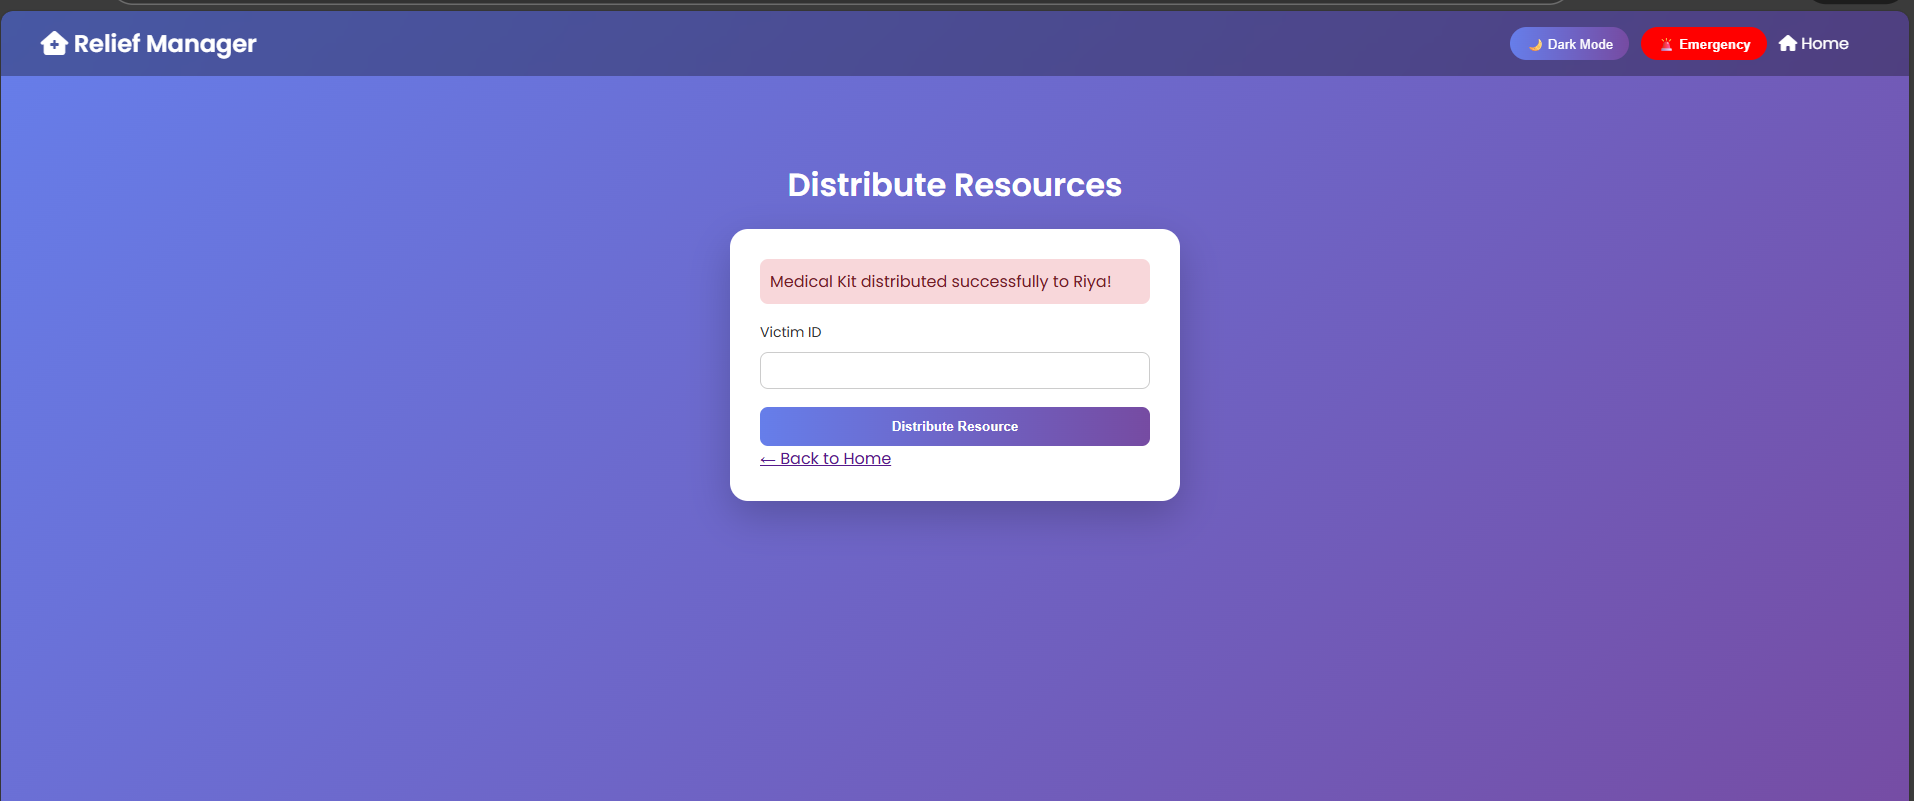 Relief Manager
🌙 Dark Mode
🚨 Emergency
Home
Distribute Resources
Medical Kit distributed successfully to Riya!
Victim ID
Distribute Resource
← Back to Home